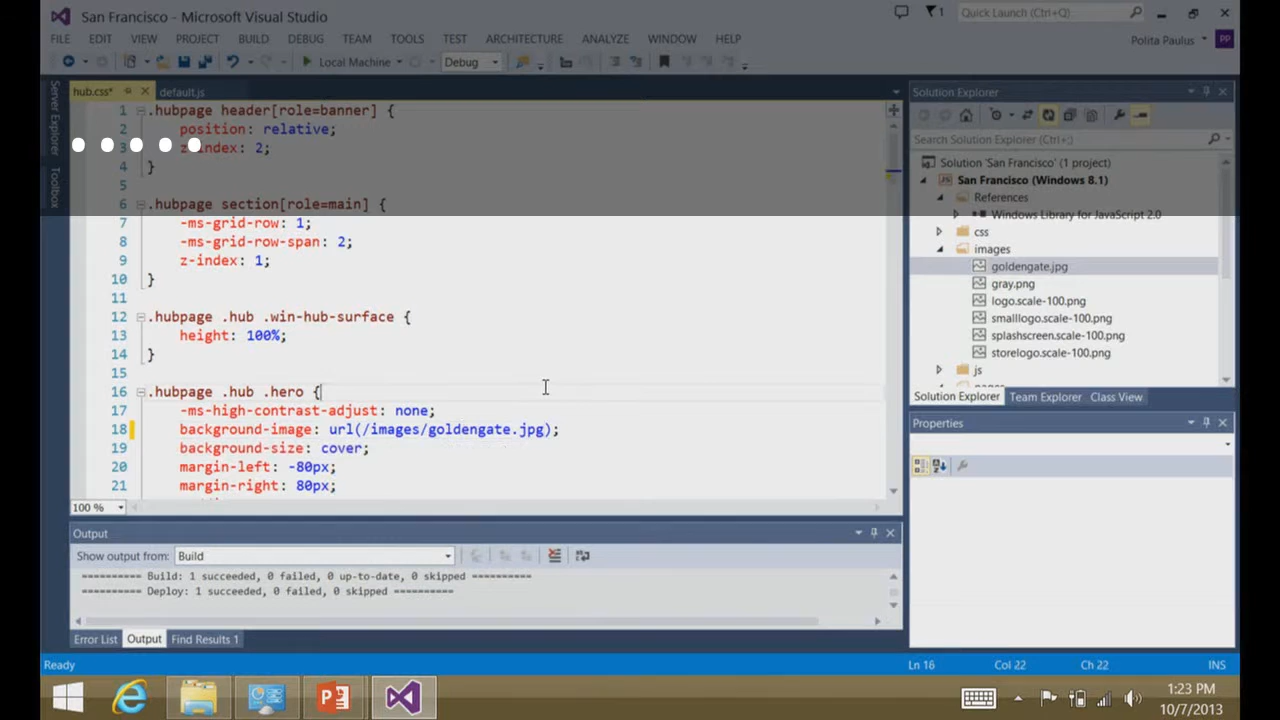 San Francisco - Microsoft Visual Studio
1
Quick Launch (Ctrl+Q)
FILE EDIT VIEW PROJECT BUILD DEBUG TEAM TOOLS TEST ARCHITECTURE ANALYZE WINDOW HELP
Polita Paulus PP
Local Machine Debug
Server Explorer
Toolbox
hub.css* default.js
1 .hubpage header[role=banner] {
2 position: relative;
3 z-index: 2;
4 }
5
6 .hubpage section[role=main] {
7 -ms-grid-row: 1;
8 -ms-grid-row-span: 2;
9 z-index: 1;
10 }
11
12 .hubpage .hub .win-hub-surface {
13 height: 100%;
14 }
15
16 .hubpage .hub .hero {
17 -ms-high-contrast-adjust: none;
18 background-image: url(/images/goldengate.jpg);
19 background-size: cover;
20 margin-left: -80px;
21 margin-right: 80px;
100 %
Solution Explorer
Search Solution Explorer (Ctrl+;)
Solution 'San Francisco' (1 project)
JS San Francisco (Windows 8.1)
References
Windows Library for JavaScript 2.0
css
images
goldengate.jpg
gray.png
logo.scale-100.png
smalllogo.scale-100.png
splashscreen.scale-100.png
storelogo.scale-100.png
js
Solution Explorer Team Explorer Class View
Properties
Output
Show output from: Build
========== Build: 1 succeeded, 0 failed, 0 up-to-date, 0 skipped ==========
========== Deploy: 1 succeeded, 0 failed, 0 skipped ==========
Error List Output Find Results 1
Ready Ln 16 Col 22 Ch 22 INS
1:23 PM
10/7/2013